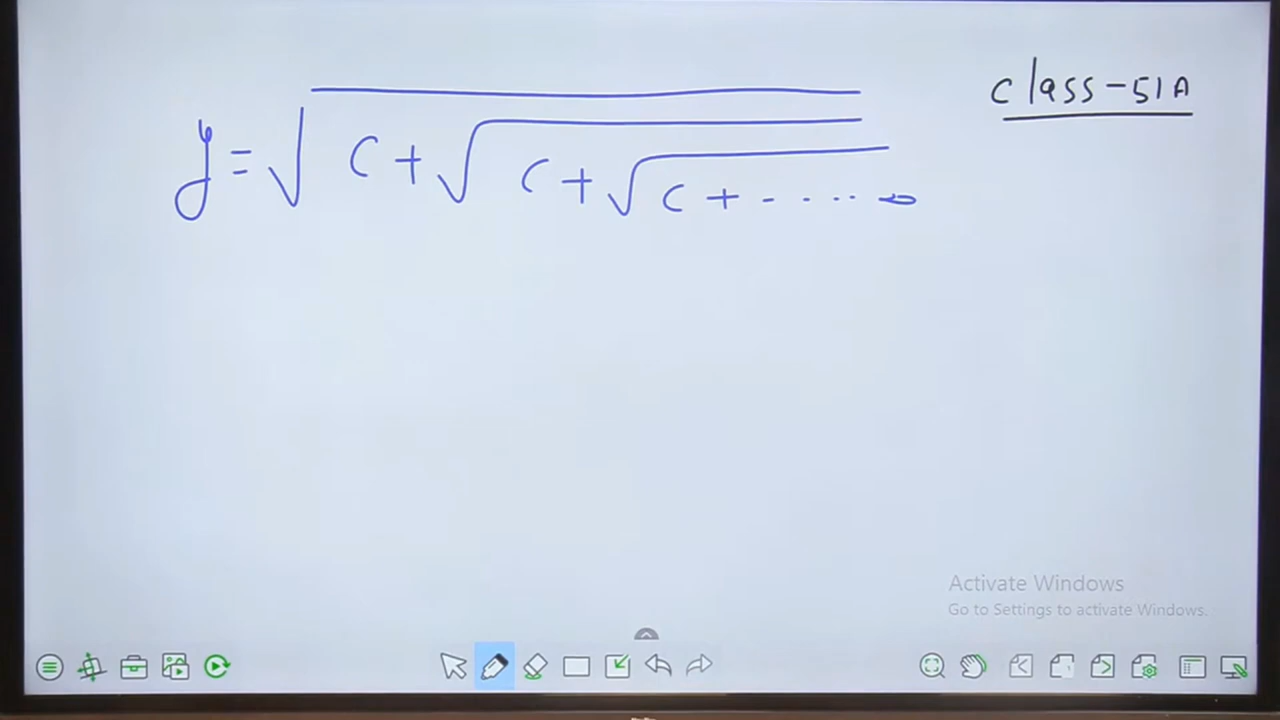 class-51A
y = √ C + √ C + √ C + - ..... ∞
Activate Windows
Go to Settings to activate Windows.